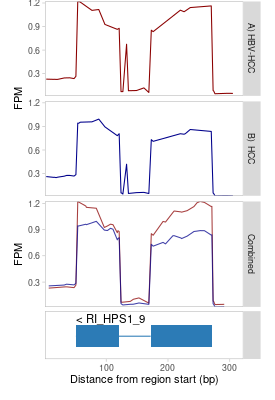 1.2
0.9
0.6
0.3
A) HBV-HCC
FPM
1.2
0.9
0.6
0.3
B) HCC
1.2
0.9
0.6
0.3
Combined
FPM
< RI_HPS1_9
100 200 300
Distance from region start (bp)